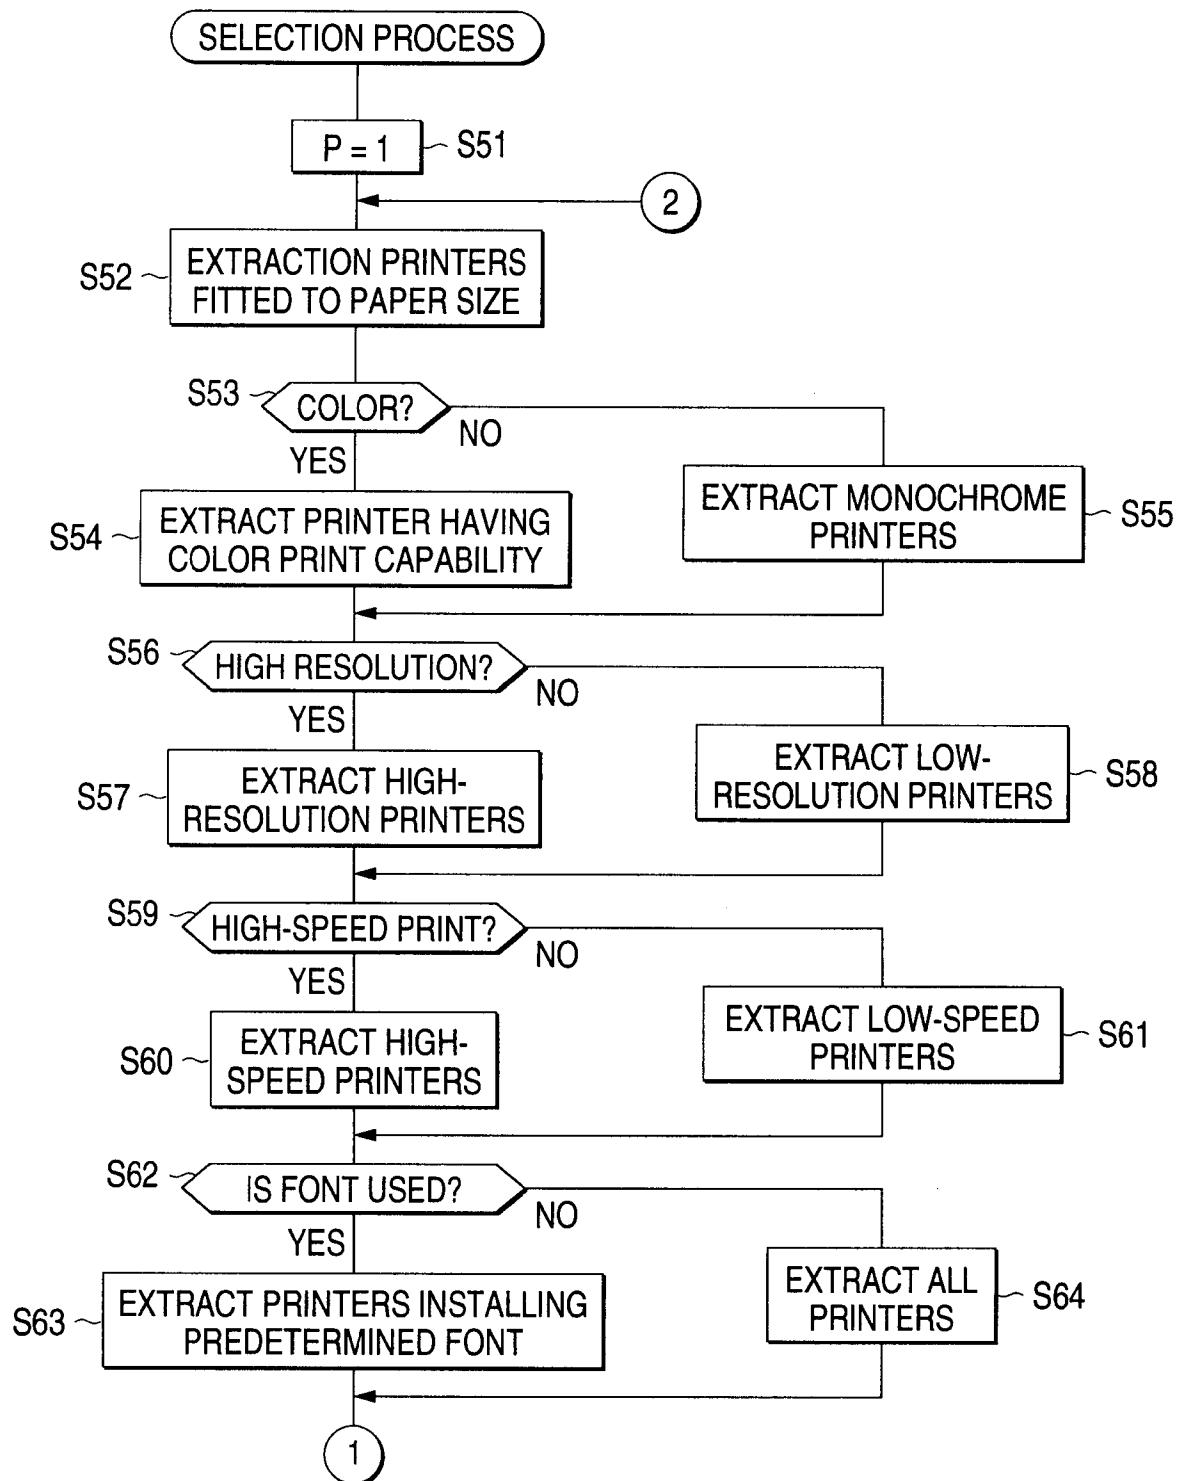 SELECTION PROCESS
P = 1
S51
2
S52
EXTRACTION PRINTERS
FITTED TO PAPER SIZE
S53
COLOR?
NO
YES
S54
EXTRACT PRINTER HAVING
COLOR PRINT CAPABILITY
EXTRACT MONOCHROME
PRINTERS
S55
S56
HIGH RESOLUTION?
NO
YES
S57
EXTRACT HIGH-
RESOLUTION PRINTERS
EXTRACT LOW-
RESOLUTION PRINTERS
S58
S59
HIGH-SPEED PRINT?
NO
YES
S60
EXTRACT HIGH-
SPEED PRINTERS
EXTRACT LOW-SPEED
PRINTERS
S61
S62
IS FONT USED?
NO
YES
S63
EXTRACT PRINTERS INSTALLING
PREDETERMINED FONT
EXTRACT ALL
PRINTERS
S64
1